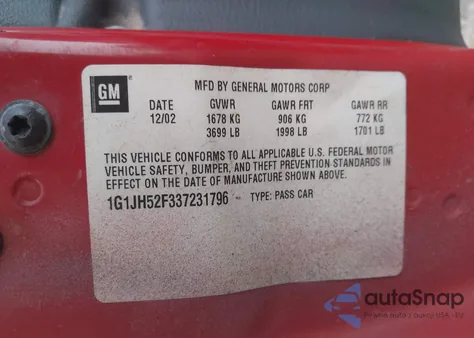 GM
MFD BY GENERAL MOTORS CORP
DATE GVWR GAWR FRT GAWR RR
12/02 1678 KG 906 KG 772 KG
3699 LB 1998 LB 1701 LB
THIS VEHICLE CONFORMS TO ALL APPLICABLE U.S. FEDERAL MOTOR
VEHICLE SAFETY, BUMPER, AND THEFT PREVENTION STANDARDS IN
EFFECT ON THE DATE OF MANUFACTURE SHOWN ABOVE.
1G1JH52F337231796 TYPE: PASS CAR
autoSnap